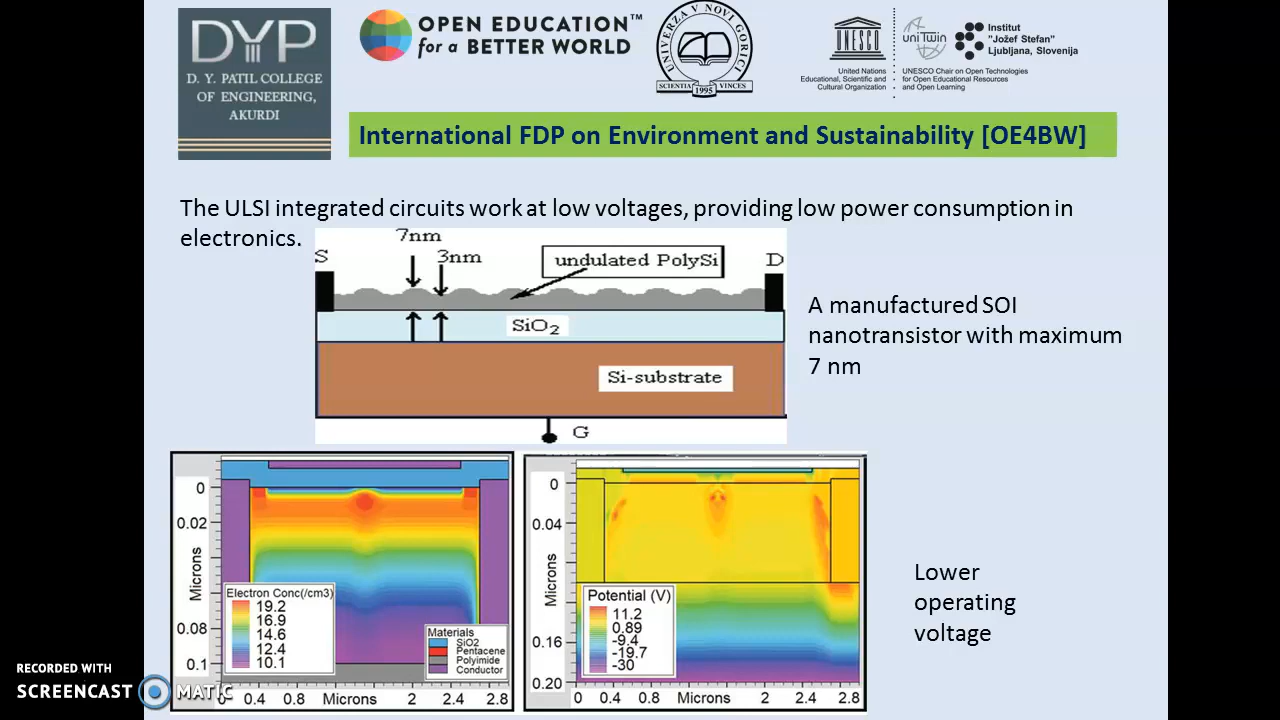 DYP
D. Y. PATIL COLLEGE
OF ENGINEERING,
AKURDI
OPEN EDUCATION™
for a BETTER WORLD
UNIVERZA V NOVI GORICI
SCIENTIA VINCES
1995
UNESCO
United Nations
Educational, Scientific and
Cultural Organization
uniTwin
Institut
"Jožef Stefan"
Ljubljana, Slovenija
UNESCO Chair on Open Technologies
for Open Educational Resources
and Open Learning
International FDP on Environment and Sustainability [OE4BW]
The ULSI integrated circuits work at low voltages, providing low power consumption in
electronics.
7nm
S
3nm
undulated PolySi
D
SiO2
Si-substrate
G
A manufactured SOI
nanotransistor with maximum
7 nm
0
0.02
Microns
0.08
0.1
Electron Conc(/cm3)
19.2
16.9
14.6
12.4
10.1
Materials
SiO2
Pentacene
Polyimide
Conductor
0 0.4 0.8 Microns 2 2.4 2.8
0
0.04
Microns
0.16
0.20
Potential (V)
11.2
0.89
-9.4
-19.7
-30
0 0.4 0.8 Microns 2 2.4 2.8
Lower
operating
voltage
RECORDED WITH
SCREENCAST MATIC